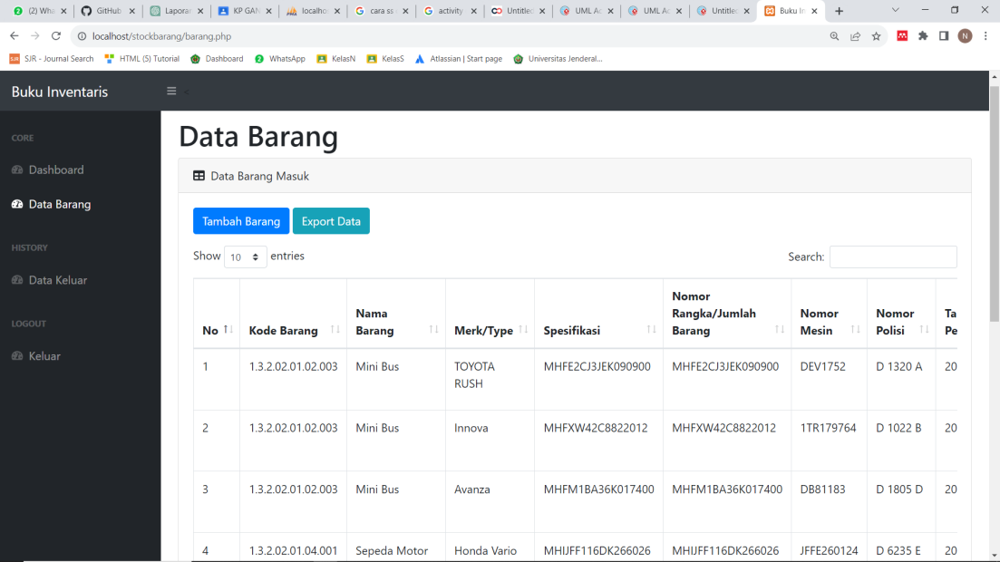 (2) Wha
GitHub
Laporar
KP GAN
localho
cara ss
activity
Untitlec
UML Ac
UML Ac
Untitlec
Buku In
localhost/stockbarang/barang.php
N
SJR - Journal Search
HTML (5) Tutorial
Dashboard
WhatsApp
KelasN
KelasS
Atlassian | Start page
Universitas Jenderal...
Buku Inventaris
CORE
Dashboard
Data Barang
HISTORY
Data Keluar
LOGOUT
Keluar
Data Barang
Data Barang Masuk
Tambah Barang Export Data
Show 10 entries Search:
No Kode Barang Nama Barang Merk/Type Spesifikasi Nomor Rangka/Jumlah Barang Nomor Mesin Nomor Polisi Ta Pe
1 1.3.2.02.01.02.003 Mini Bus TOYOTA RUSH MHFE2CJ3JEK090900 MHFE2CJ3JEK090900 DEV1752 D 1320 A 20
2 1.3.2.02.01.02.003 Mini Bus Innova MHFXW42C8822012 MHFXW42C8822012 1TR179764 D 1022 B 20
3 1.3.2.02.01.02.003 Mini Bus Avanza MHFM1BA36K017400 MHFM1BA36K017400 DB81183 D 1805 D 20
4 1.3.2.02.01.04.001 Sepeda Motor Honda Vario MHIJFF116DK266026 MHIJFF116DK266026 JFFE260124 D 6235 E 20